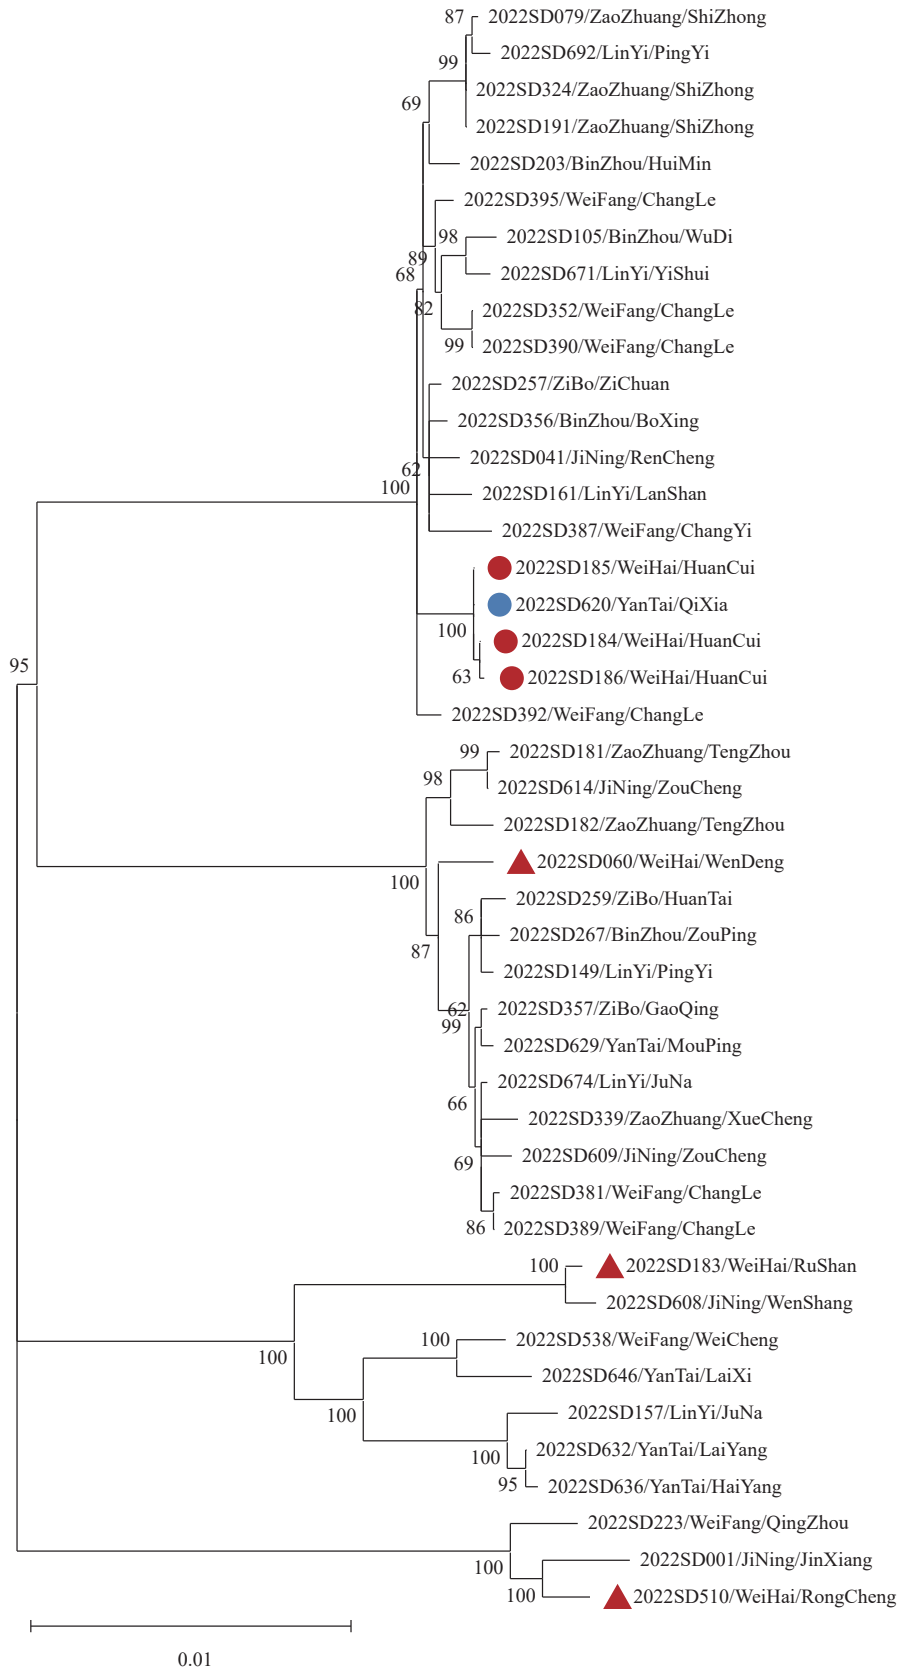 87
2022SD079/ZaoZhuang/ShiZhong
2022SD692/LinYi/PingYi
99
2022SD324/ZaoZhuang/ShiZhong
69
2022SD191/ZaoZhuang/ShiZhong
2022SD203/BinZhou/HuiMin
2022SD395/WeiFang/ChangLe
98
2022SD105/BinZhou/WuDi
89
68
2022SD671/LinYi/YiShui
82
2022SD352/WeiFang/ChangLe
99
2022SD390/WeiFang/ChangLe
2022SD257/ZiBo/ZiChuan
2022SD356/BinZhou/BoXing
2022SD041/JiNing/RenCheng
62
100
2022SD161/LinYi/LanShan
2022SD387/WeiFang/ChangYi
2022SD185/WeiHai/HuanCui
2022SD620/YanTai/QiXia
100
2022SD184/WeiHai/HuanCui
95
63
2022SD186/WeiHai/HuanCui
2022SD392/WeiFang/ChangLe
99
2022SD181/ZaoZhuang/TengZhou
98
2022SD614/JiNing/ZouCheng
2022SD182/ZaoZhuang/TengZhou
2022SD060/WeiHai/WenDeng
100
2022SD259/ZiBo/HuanTai
86
2022SD267/BinZhou/ZouPing
87
2022SD149/LinYi/PingYi
62
2022SD357/ZiBo/GaoQing
99
2022SD629/YanTai/MouPing
2022SD674/LinYi/JuNa
66
2022SD339/ZaoZhuang/XueCheng
2022SD609/JiNing/ZouCheng
69
2022SD381/WeiFang/ChangLe
86
2022SD389/WeiFang/ChangLe
100
2022SD183/WeiHai/RuShan
2022SD608/JiNing/WenShang
100
2022SD538/WeiFang/WeiCheng
100
2022SD646/YanTai/LaiXi
100
2022SD157/LinYi/JuNa
100
2022SD632/YanTai/LaiYang
95
2022SD636/YanTai/HaiYang
2022SD223/WeiFang/QingZhou
100
2022SD001/JiNing/JinXiang
100
2022SD510/WeiHai/RongCheng
0.01